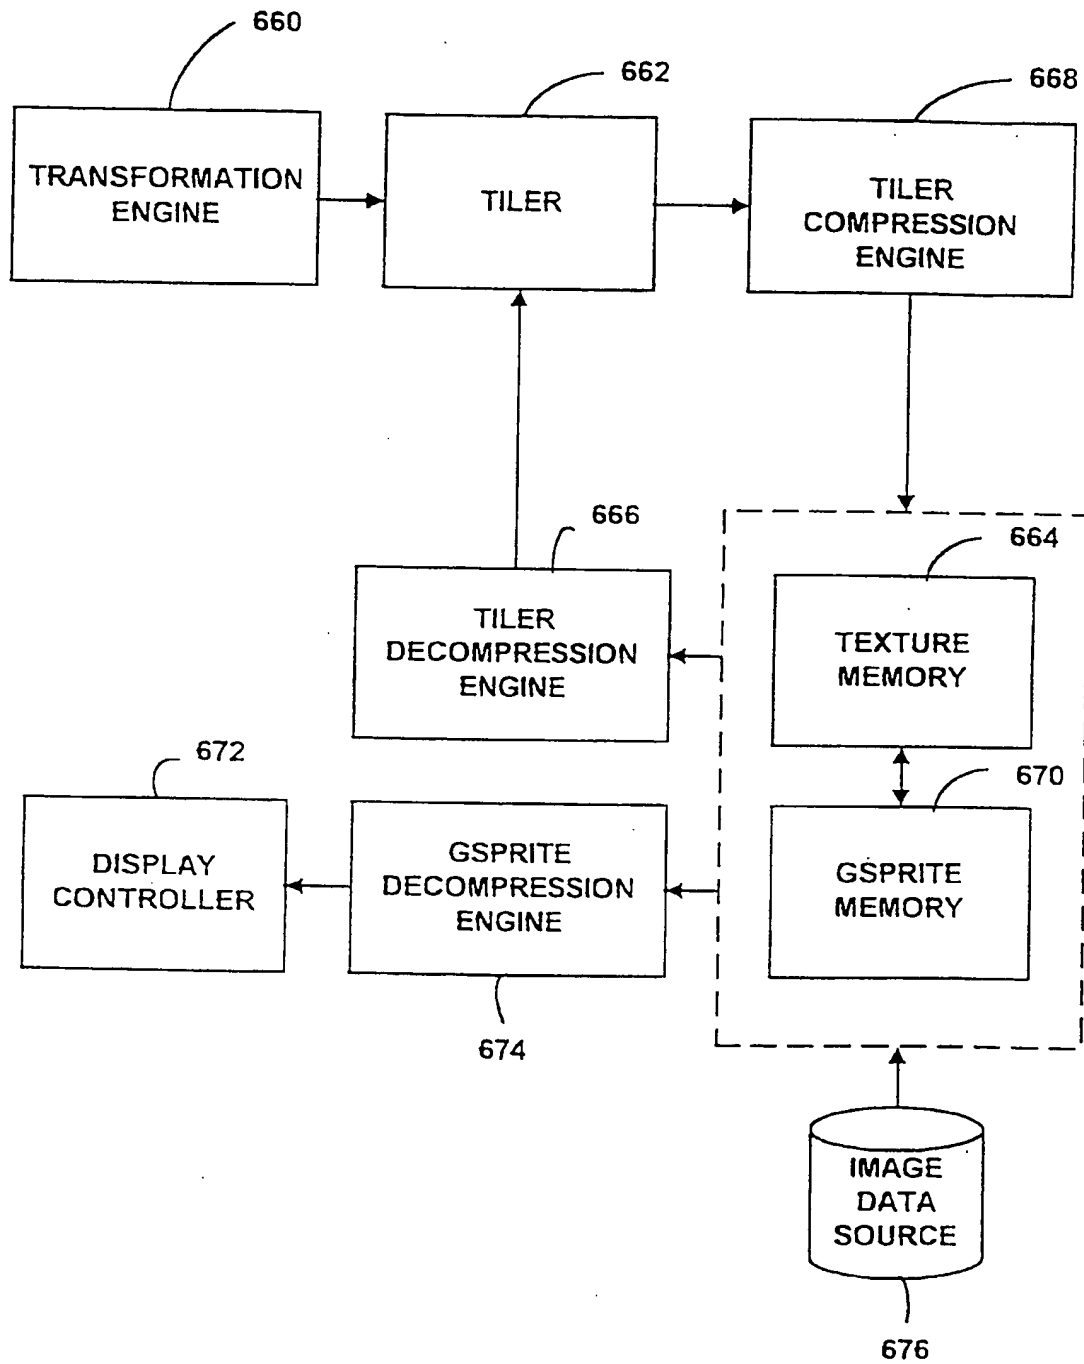 660
662
668
TRANSFORMATION
ENGINE
TILER
TILER
COMPRESSION
ENGINE
666
664
TILER
DECOMPRESSION
ENGINE
TEXTURE
MEMORY
672
670
DISPLAY
CONTROLLER
GSPRITE
DECOMPRESSION
ENGINE
GSPRITE
MEMORY
674
IMAGE
DATA
SOURCE
676